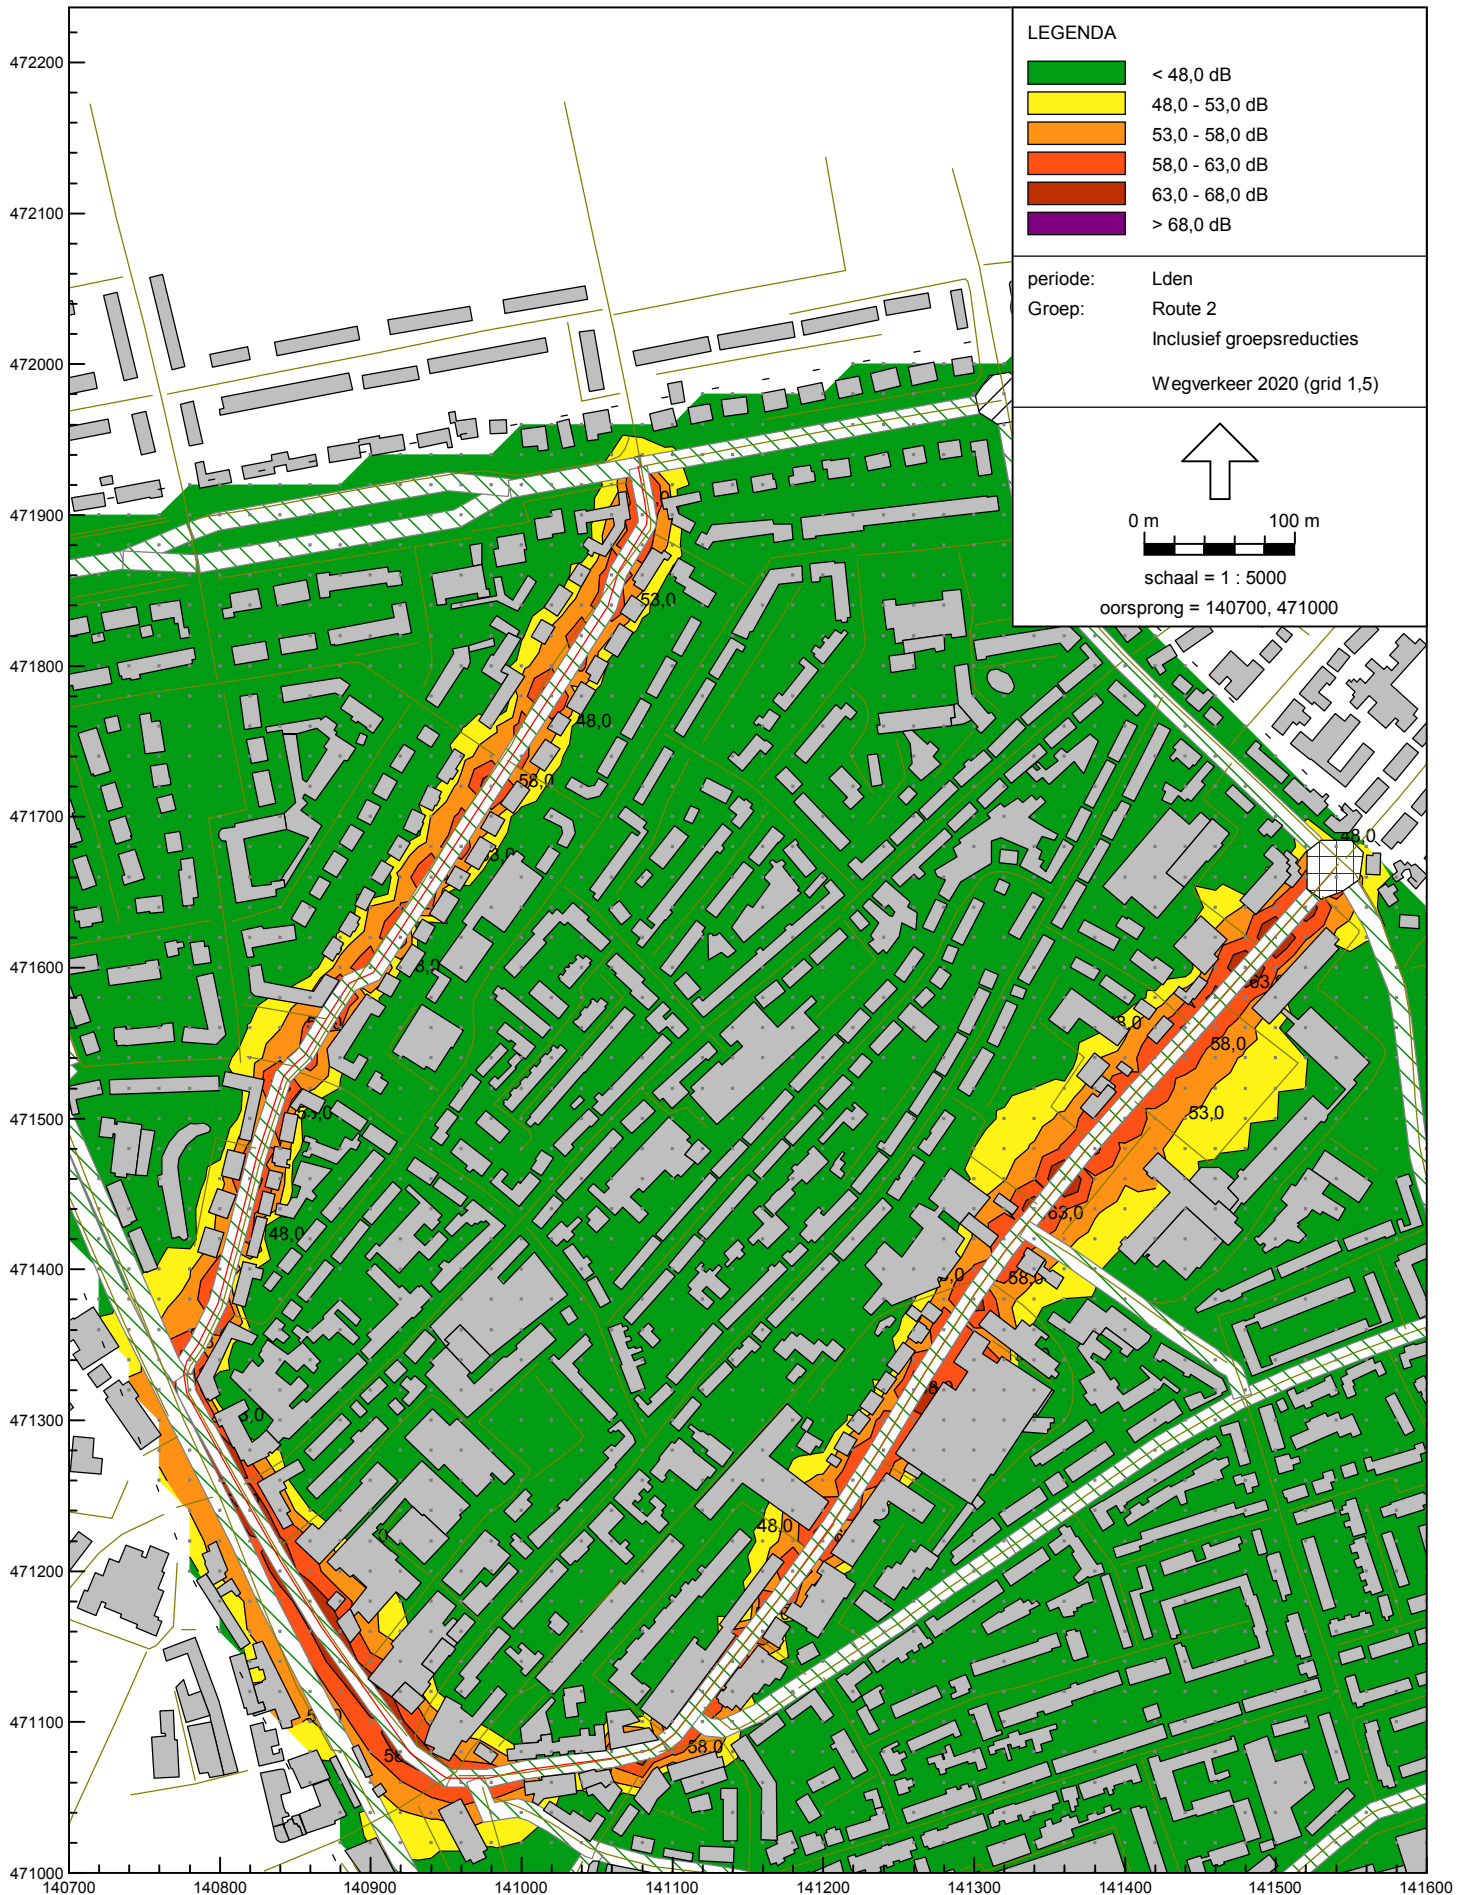 LEGENDA
< 48,0 dB
48,0 - 53,0 dB
53,0 - 58,0 dB
58,0 - 63,0 dB
63,0 - 68,0 dB
> 68,0 dB
periode: Lden
Groep: Route 2
Inclusief groepsreducties
Wegverkeer 2020 (grid 1,5)
0 m 100 m
schaal = 1 : 5000
oorsprong = 140700, 471000
472200
472100
472000
471900
471800
471700
471600
471500
471400
471300
471200
471100
471000
140700 140800 140900 141000 141100 141200 141300 141400 141500 141600
53,0
48,0
58,0
48,0
58,0
53,0
53,0
48,0
63,0
58,0
48,0
58,0